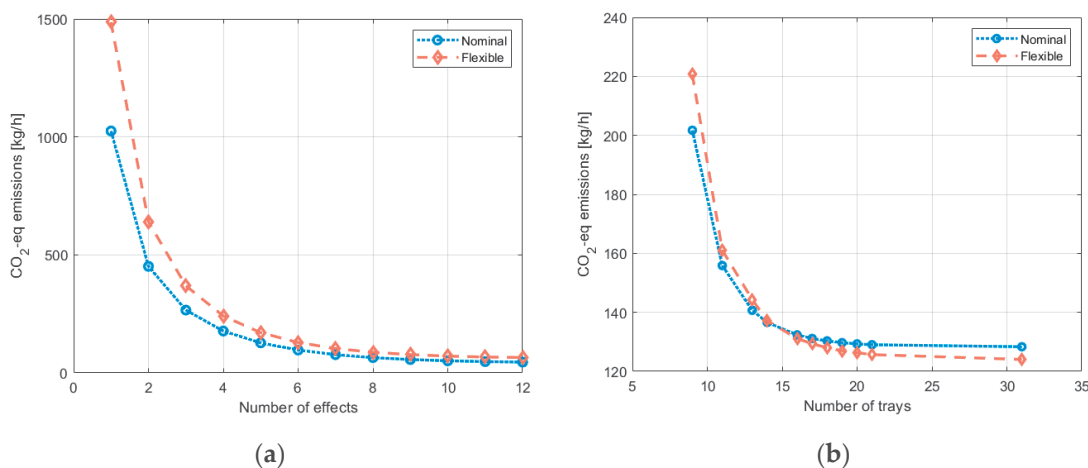 1500
1000
500
0
CO2-eq emissions [kg/h]
0 2 4 6 8 10 12
Number of effects
Nominal
Flexible
(a)
240
220
200
180
160
140
120
CO2-eq emissions [kg/h]
5 10 15 20 25 30 35
Number of trays
Nominal
Flexible
(b)